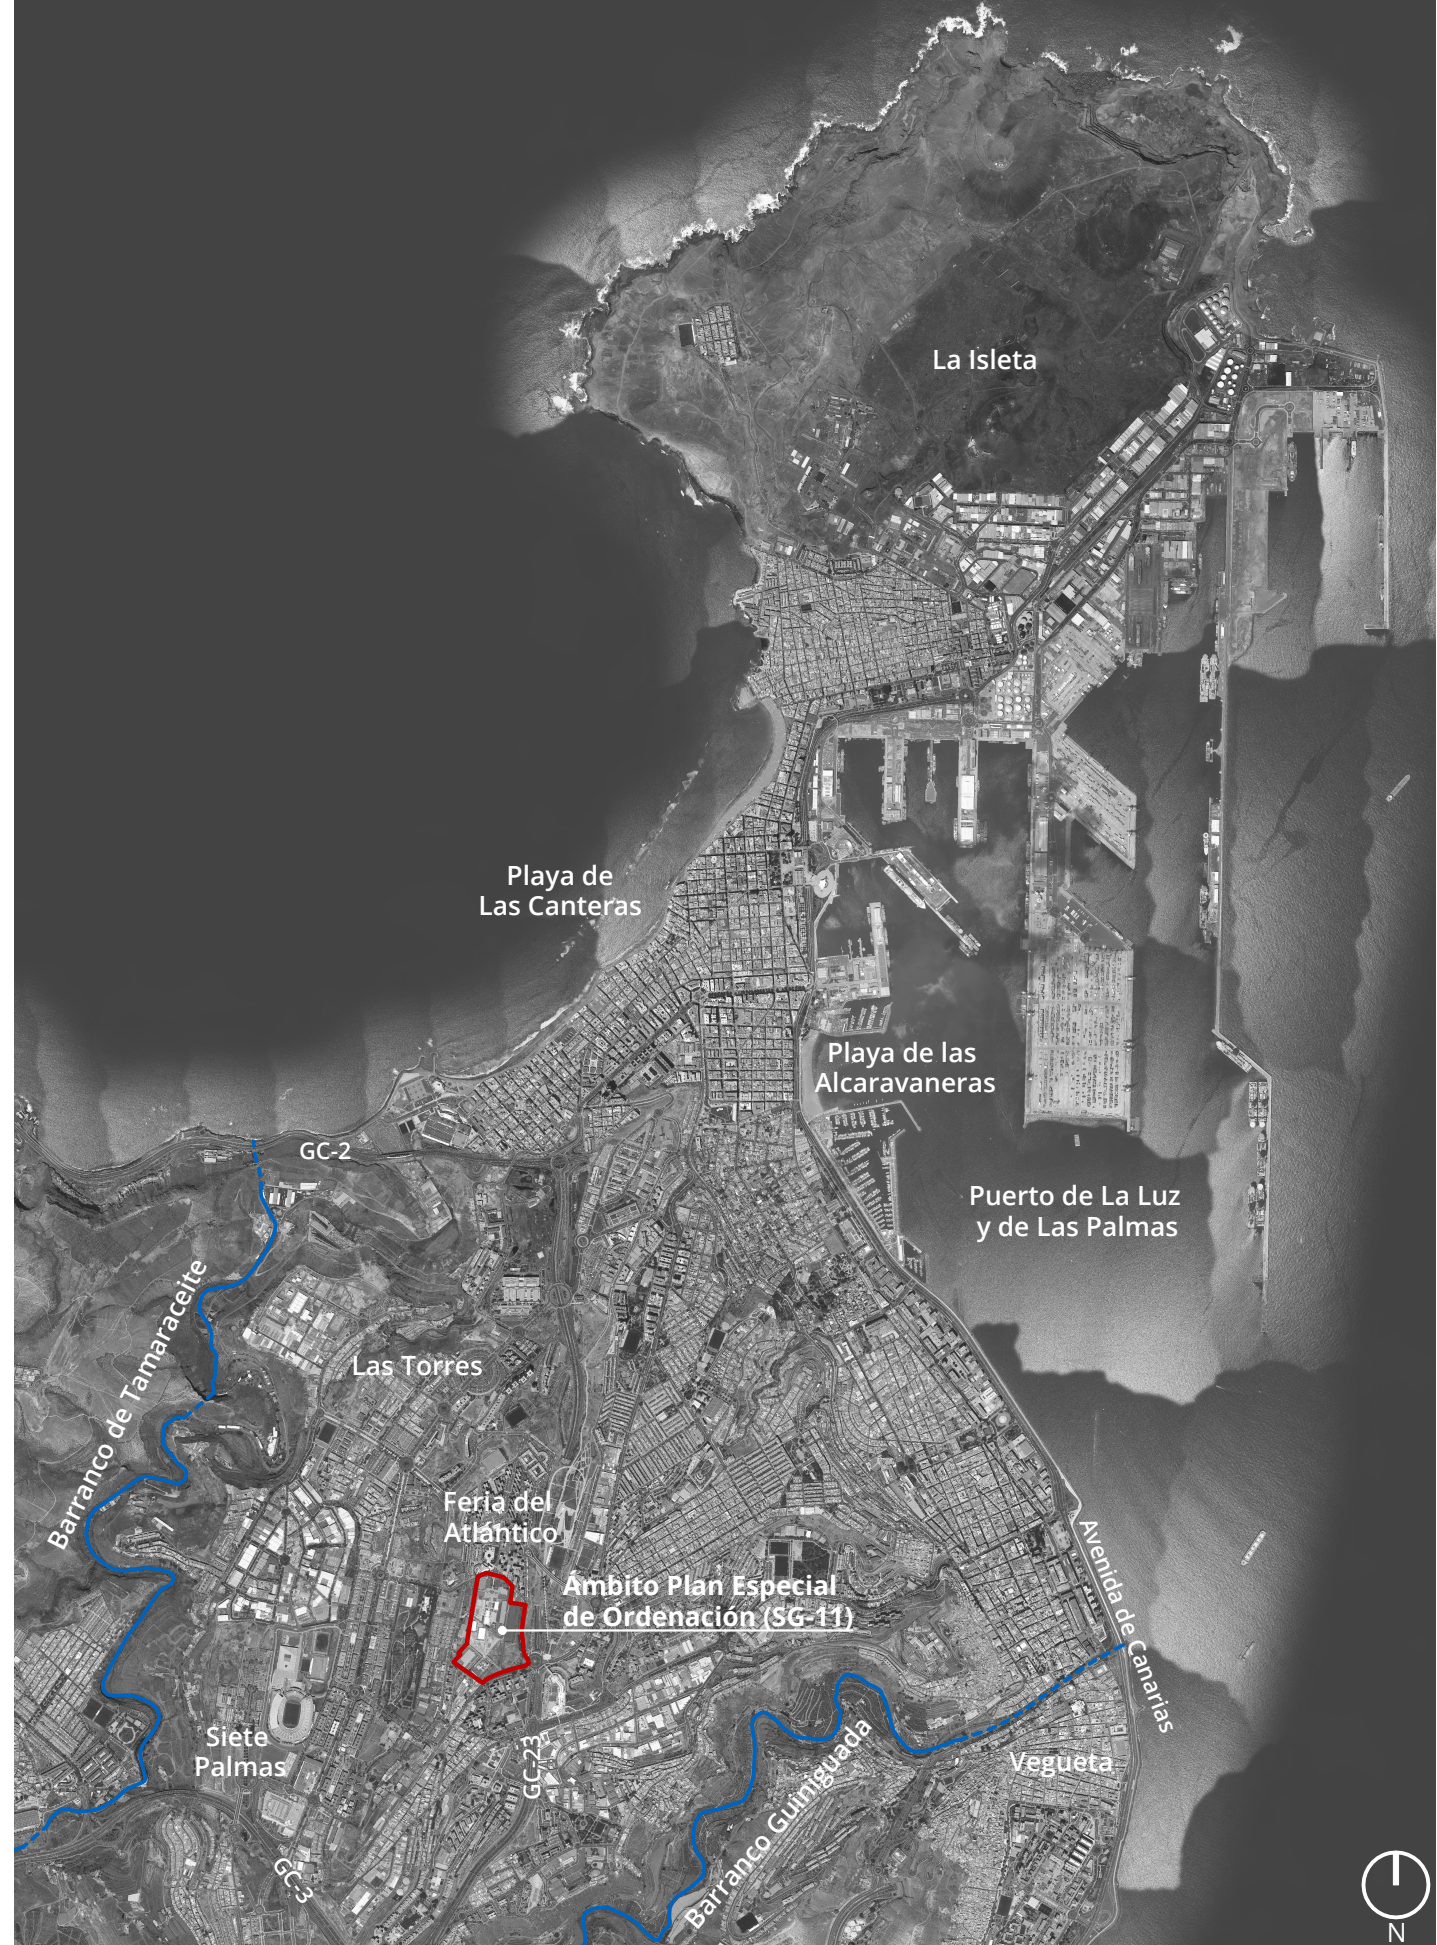 La Isleta
Playa de
Las Canteras
Playa de las
Alcaravaneras
GC-2
Puerto de La Luz
y de Las Palmas
Barranco de Tamaraceite
Las Torres
Feria del
Atlántico
Avenida de Canarias
Ámbito Plan Especial
de Ordenación (SG-11)
Siete
Palmas
GC-23
Barranco Guiniguada
Vegueta
GC-3
N